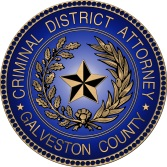 CRIMINAL DISTRICT ATTORNEY
GALVESTON COUNTY